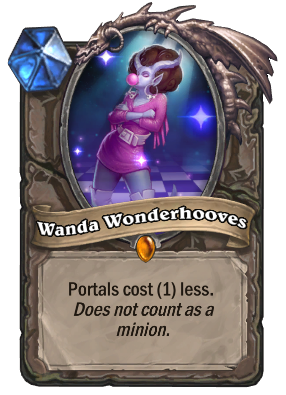 Wanda Wonderhooves
Portals cost (1) less.
Does not count as a
minion.